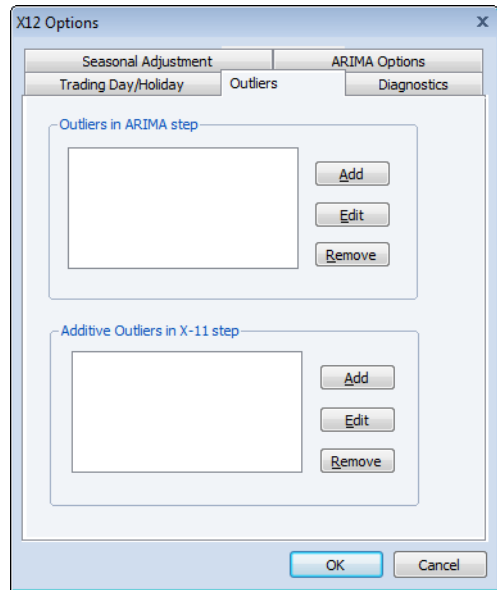 X12 Options
x
Seasonal Adjustment ARIMA Options
Trading Day/Holiday Outliers Diagnostics
Outliers in ARIMA step
Add
Edit
Remove
Additive Outliers in X-11 step
Add
Edit
Remove
OK Cancel